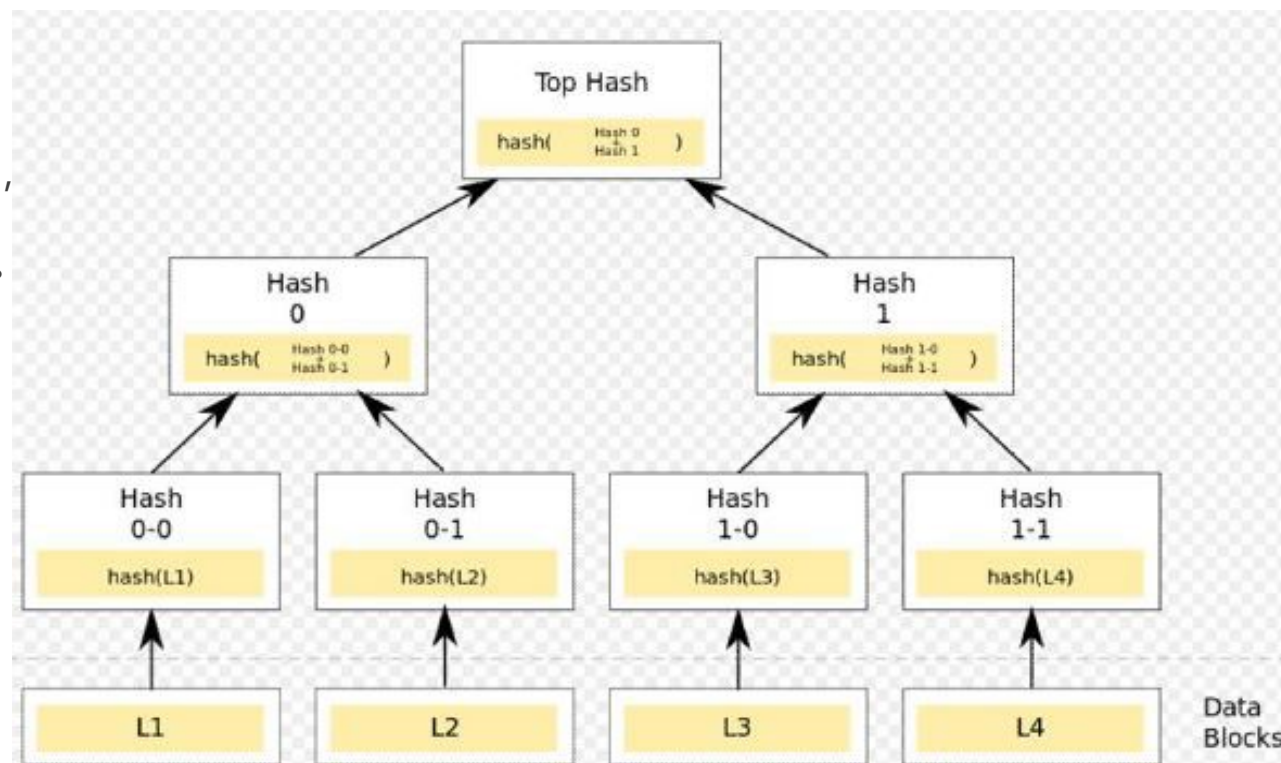 Top Hash
hash( Hash 0 + Hash 1 )
,
.
Hash
0
hash( Hash 0-0 + Hash 0-1 )
Hash
1
hash( Hash 1-0 + Hash 1-1 )
Hash
0-0
hash(L1)
Hash
0-1
hash(L2)
Hash
1-0
hash(L3)
Hash
1-1
hash(L4)
L1
L2
L3
L4
Data
Blocks